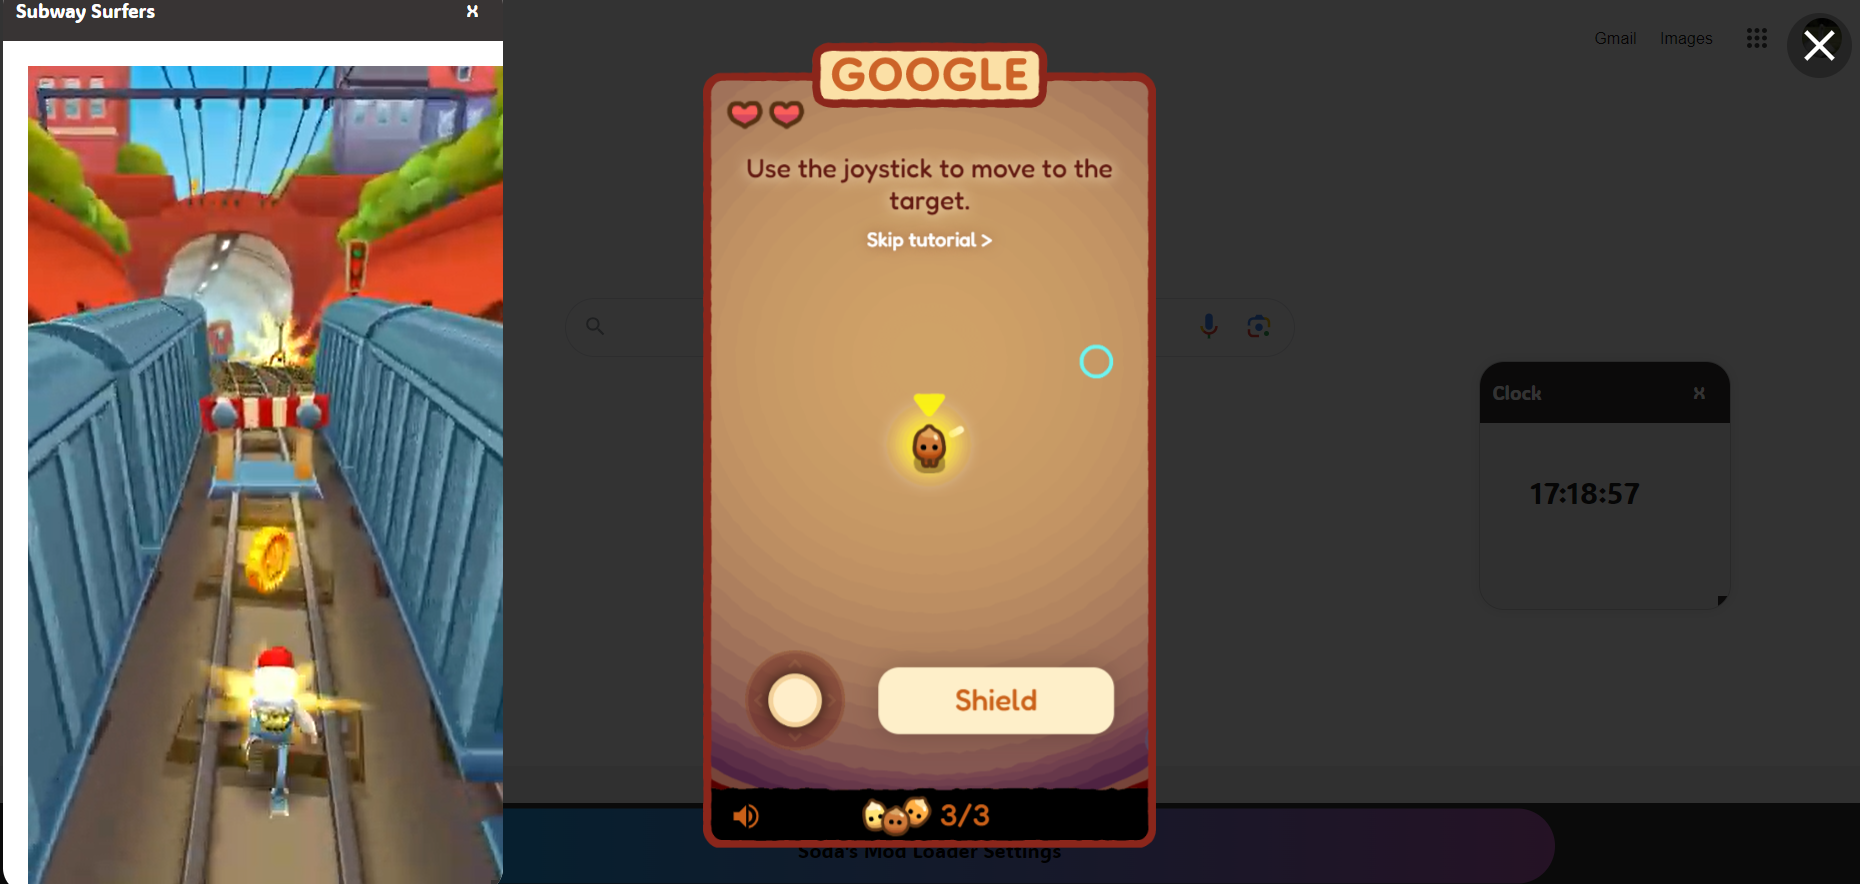 Subway Surfers
x
GOOGLE
Use the joystick to move to the
target.
Skip tutorial >
Shield
3/3
Gmail
Images
Clock
x
17:18:57
Soda's Mod Loader Settings